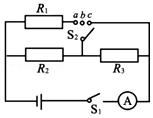 R₁ a b c
S₂
R₂ R₃
S₁ A